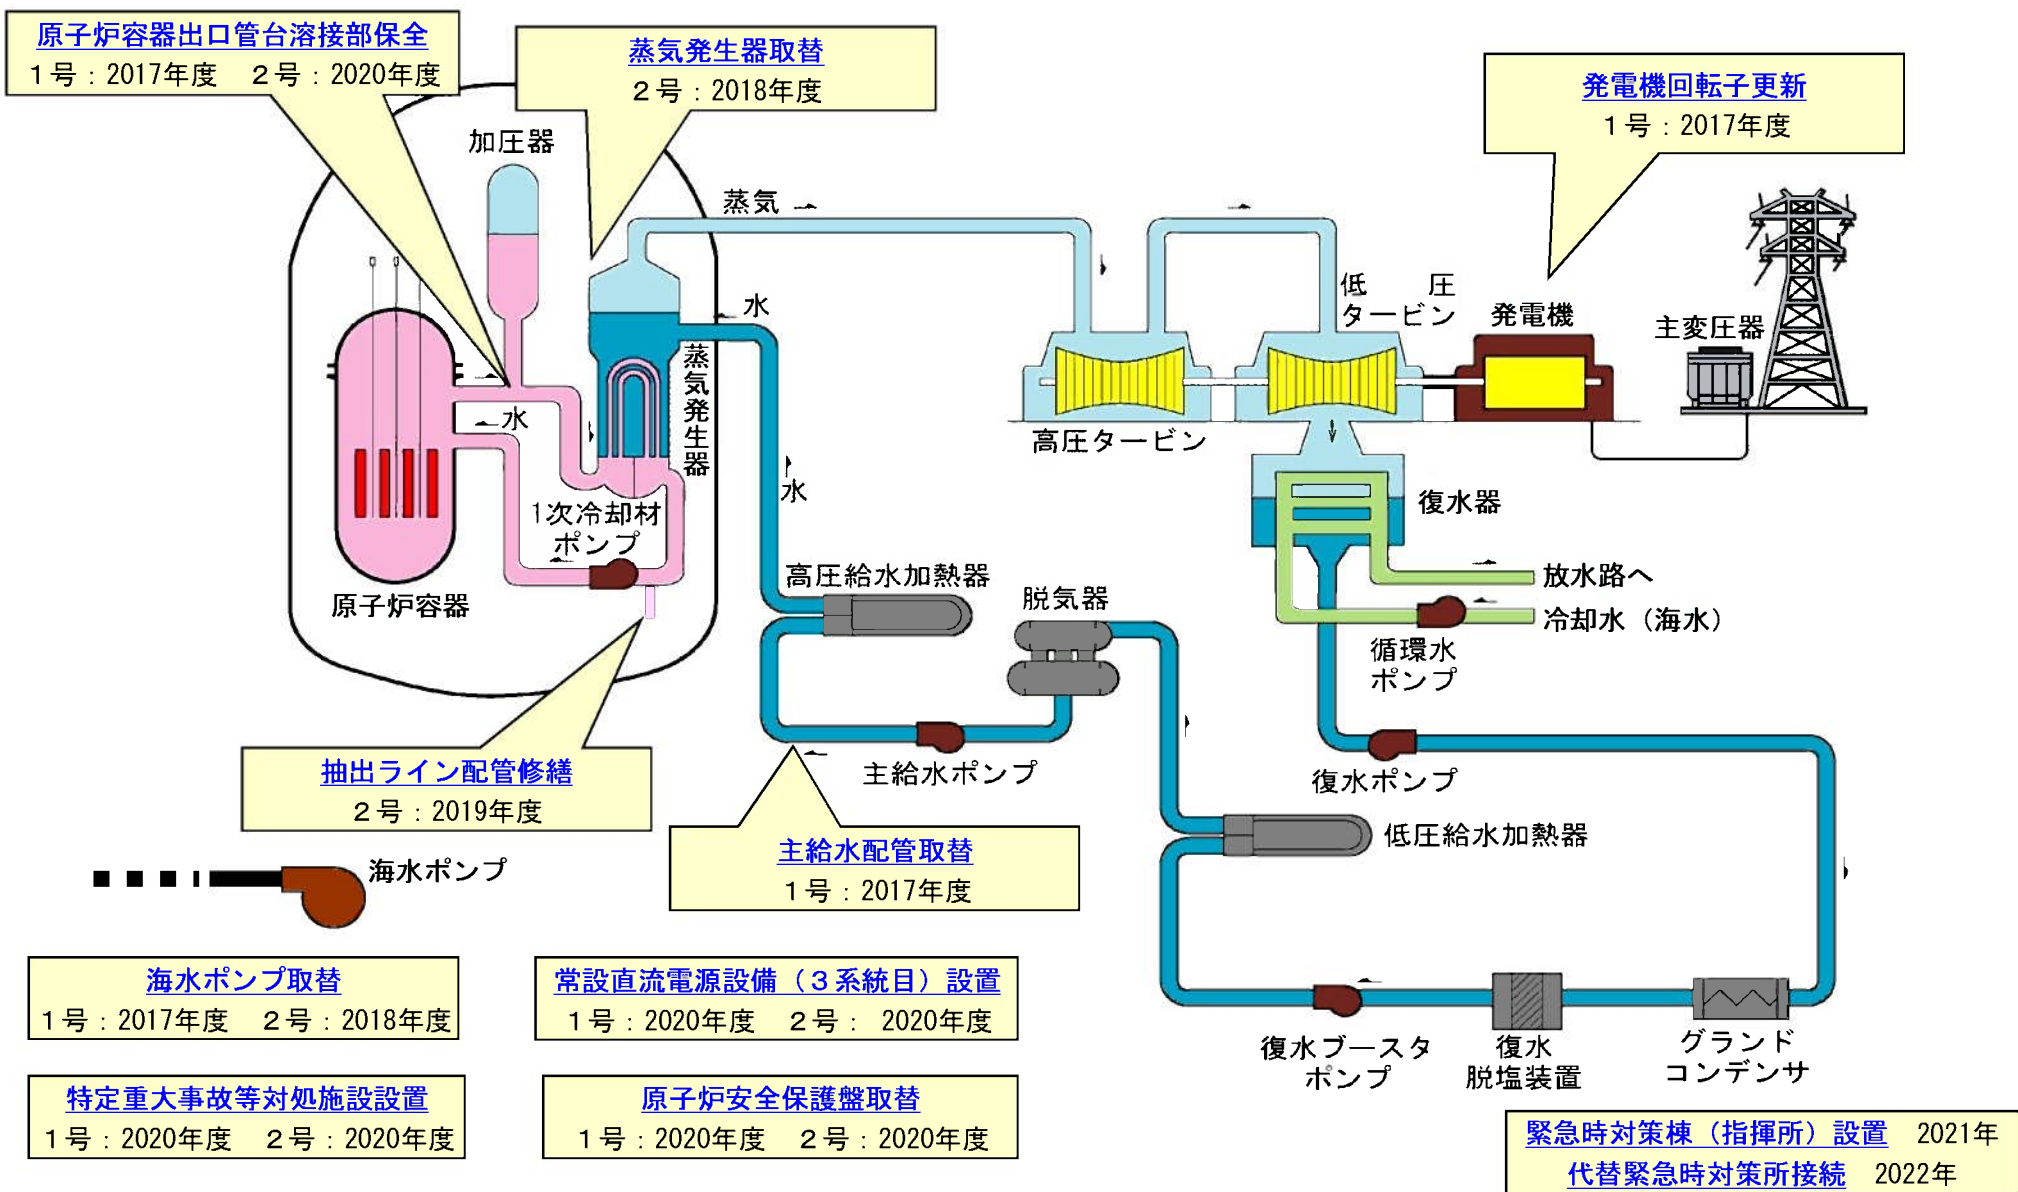 原子炉容器出口管台溶接部保全
1号：2017年度　2号：2020年度
蒸気発生器取替
2号：2018年度
発電機回転子更新
1号：2017年度
加圧器
蒸気
水
低　圧
タービン
発電機
主変圧器
蒸気発生器
水
高圧タービン
水
復水器
1次冷却材
ポンプ
原子炉容器
高圧給水加熱器
脱気器
放水路へ
冷却水（海水）
循環水
ポンプ
抽出ライン配管修繕
2号：2019年度
主給水ポンプ
復水ポンプ
主給水配管取替
1号：2017年度
低圧給水加熱器
海水ポンプ
海水ポンプ取替
1号：2017年度　2号：2018年度
常設直流電源設備（3系統目）設置
1号：2020年度　2号：　2020年度
復水ブースタ
ポンプ
復水
脱塩装置
グランド
コンデンサ
特定重大事故等対処施設設置
1号：2020年度　2号：2020年度
原子炉安全保護盤取替
1号：2020年度　2号：2020年度
緊急時対策棟（指揮所）設置　2021年
代替緊急時対策所接続　2022年